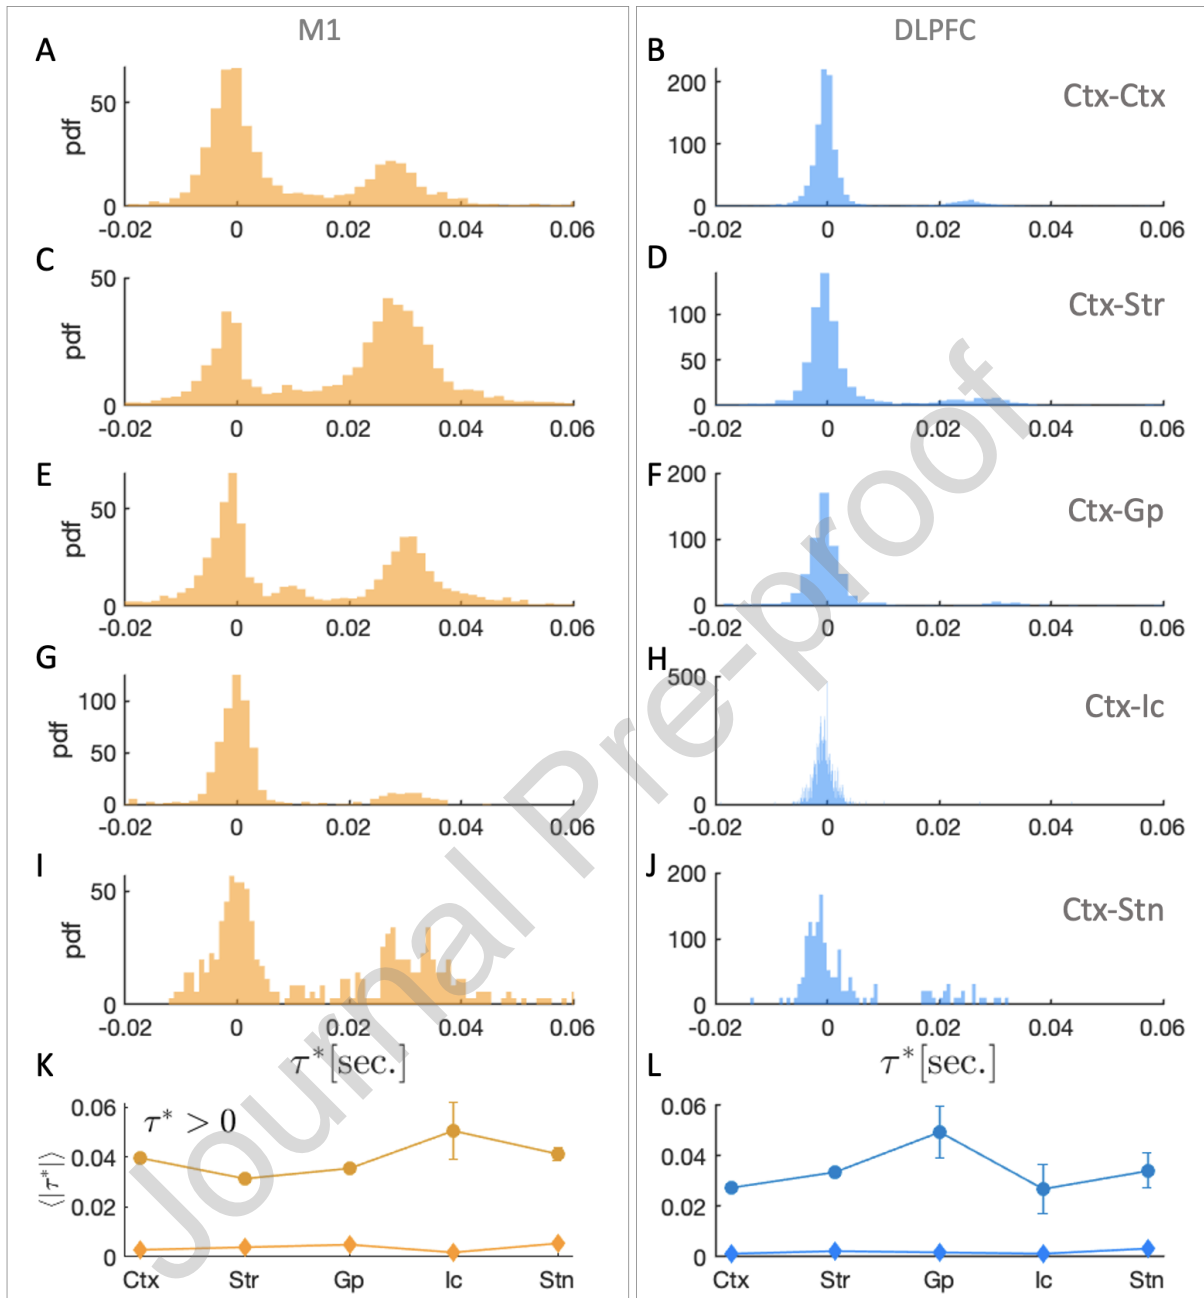 M1
DLPFC
A
50
pdf
0
-0.02 0 0.02 0.04 0.06
B
200
100
0
Ctx-Ctx
-0.02 0 0.02 0.04 0.06
C
50
pdf
0
-0.02 0 0.02 0.04 0.06
D
100
50
0
Ctx-Str
-0.02 0 0.02 0.04 0.06
E
50
pdf
0
-0.02 0 0.02 0.04 0.06
F
200
100
0
Ctx-Gp
-0.02 0 0.02 0.04 0.06
G
100
50
pdf
0
-0.02 0 0.02 0.04 0.06
H
500
0
Ctx-Ic
-0.02 0 0.02 0.04 0.06
I
50
pdf
0
-0.02 0 0.02 0.04 0.06
τ*[sec.]
J
200
100
0
Ctx-Stn
-0.02 0 0.02 0.04 0.06
τ*[sec.]
K
0.06
0.04
0.02
0
⟨|τ*|⟩
τ* > 0
Ctx Str Gp Ic Stn
L
0.06
0.04
0.02
0
Ctx Str Gp Ic Stn
Journal Pre-proof